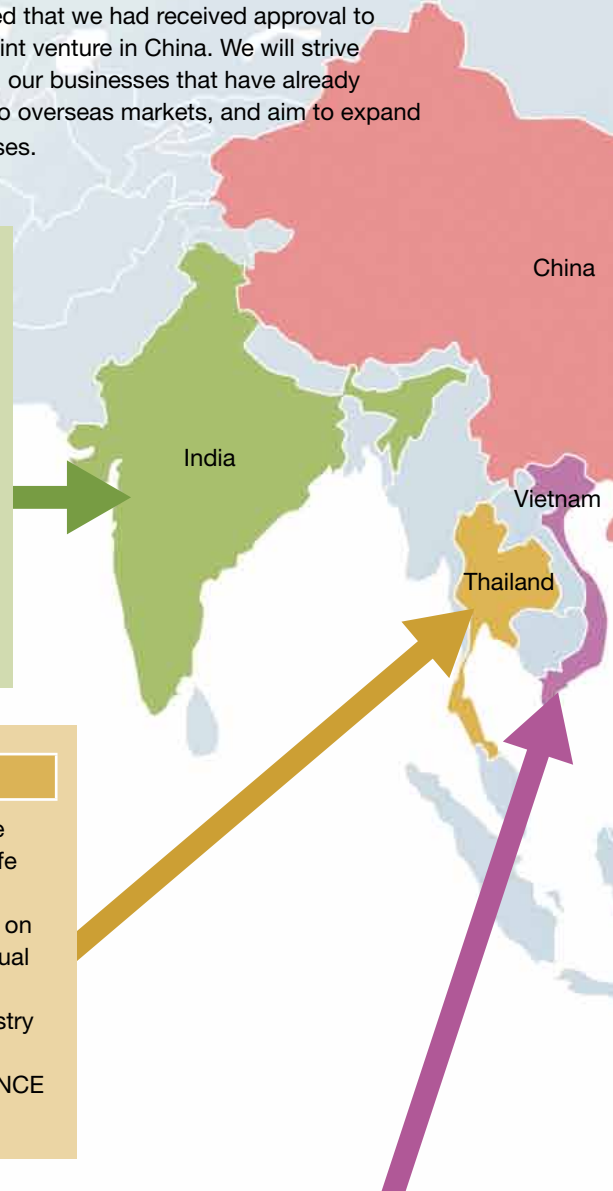 ed that we had received approval to
int venture in China. We will strive
our businesses that have already
o overseas markets, and aim to expand
ses.
China
India
Vietnam
Thailand
e
fe
on
ual
stry
NCE